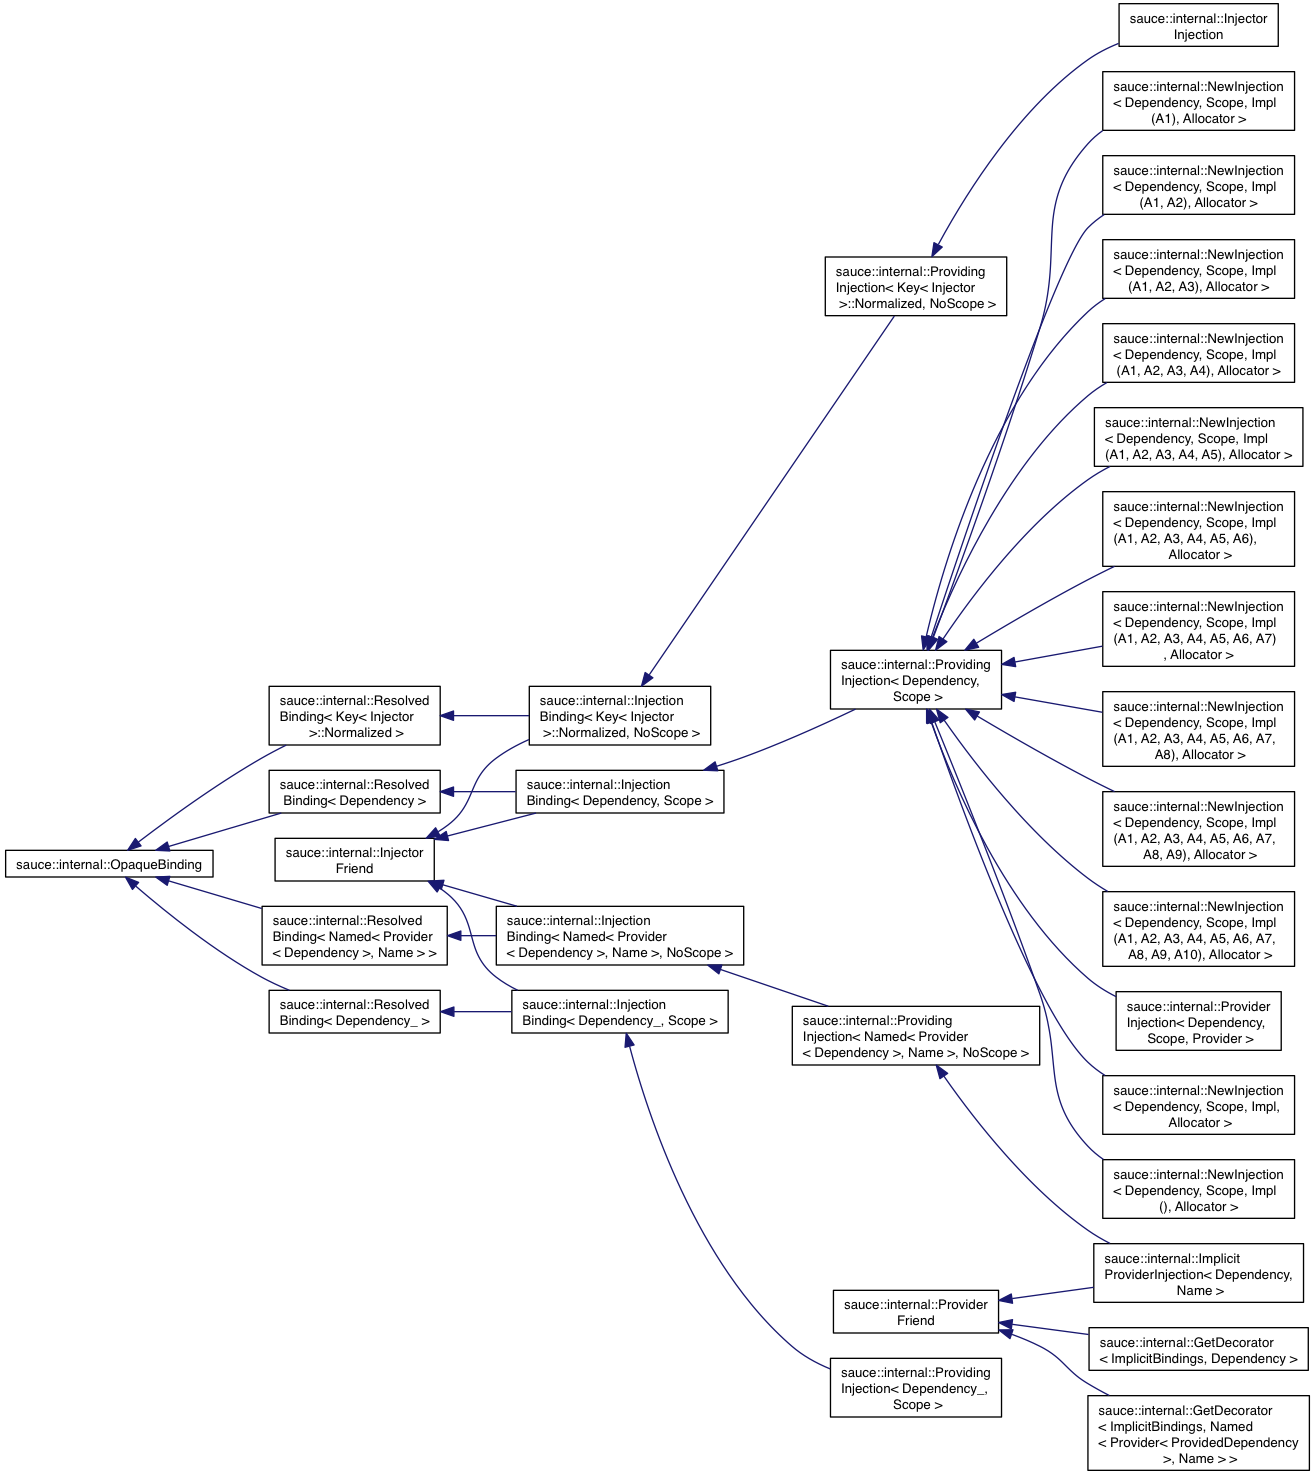 sauce::internal::Injector
Injection
sauce::internal::NewInjection
< Dependency, Scope, Impl
(A1), Allocator >
sauce::internal::NewInjection
< Dependency, Scope, Impl
(A1, A2), Allocator >
sauce::internal::NewInjection
< Dependency, Scope, Impl
(A1, A2, A3), Allocator >
sauce::internal::NewInjection
< Dependency, Scope, Impl
(A1, A2, A3, A4), Allocator >
sauce::internal::NewInjection
< Dependency, Scope, Impl
(A1, A2, A3, A4, A5), Allocator >
sauce::internal::NewInjection
< Dependency, Scope, Impl
(A1, A2, A3, A4, A5, A6),
Allocator >
sauce::internal::NewInjection
< Dependency, Scope, Impl
(A1, A2, A3, A4, A5, A6, A7)
, Allocator >
sauce::internal::NewInjection
< Dependency, Scope, Impl
(A1, A2, A3, A4, A5, A6, A7,
A8), Allocator >
sauce::internal::NewInjection
< Dependency, Scope, Impl
(A1, A2, A3, A4, A5, A6, A7,
A8, A9), Allocator >
sauce::internal::NewInjection
< Dependency, Scope, Impl
(A1, A2, A3, A4, A5, A6, A7,
A8, A9, A10), Allocator >
sauce::internal::Provider
Injection< Dependency,
Scope, Provider >
sauce::internal::NewInjection
< Dependency, Scope, Impl,
Allocator >
sauce::internal::NewInjection
< Dependency, Scope, Impl
(), Allocator >
sauce::internal::Implicit
ProviderInjection< Dependency,
Name >
sauce::internal::GetDecorator
< ImplicitBindings, Dependency >
sauce::internal::GetDecorator
< ImplicitBindings, Named
< Provider< ProvidedDependency
>, Name > >
sauce::internal::Providing
Injection< Key< Injector
>::Normalized, NoScope >
sauce::internal::Providing
Injection< Dependency,
Scope >
sauce::internal::Providing
Injection< Named< Provider
< Dependency >, Name >, NoScope >
sauce::internal::Provider
Friend
sauce::internal::Providing
Injection< Dependency_,
Scope >
sauce::internal::Injection
Binding< Key< Injector
>::Normalized, NoScope >
sauce::internal::Injection
Binding< Dependency, Scope >
sauce::internal::Injection
Binding< Named< Provider
< Dependency >, Name >, NoScope >
sauce::internal::Injection
Binding< Dependency_, Scope >
sauce::internal::Resolved
Binding< Key< Injector
>::Normalized >
sauce::internal::Resolved
Binding< Dependency >
sauce::internal::Injector
Friend
sauce::internal::Resolved
Binding< Named< Provider
< Dependency >, Name > >
sauce::internal::Resolved
Binding< Dependency_ >
sauce::internal::OpaqueBinding